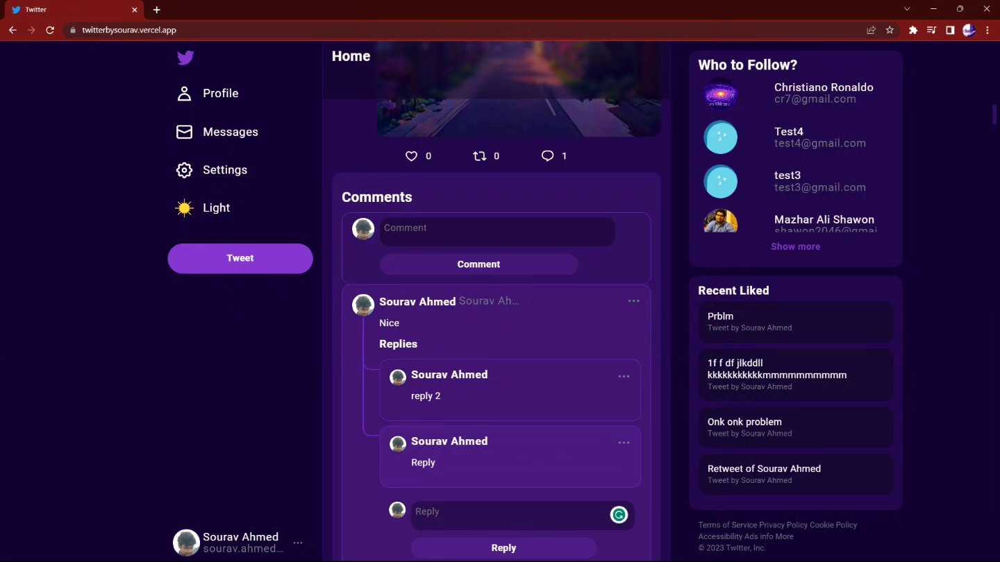 Twitter
twitterbysourav.vercel.app
Home
Profile
Messages
Settings
Light
Tweet
Sourav Ahmed
sourav.ahmed...
0
0
1
Comments
Comment
Comment
Sourav Ahmed Sourav Ah...
Nice
Replies
Sourav Ahmed
reply 2
Sourav Ahmed
Reply
Reply
Reply
Who to Follow?
Christiano Ronaldo
cr7@gmail.com
Test4
test4@gmail.com
test3
test3@gmail.com
Mazhar Ali Shawon
shawon2046@gmai
Show more
Recent Liked
Prblm
Tweet by Sourav Ahmed
1f f df jlkddll
kkkkkkkkkkkmmmmmmmmmm
Tweet by Sourav Ahmed
Onk onk problem
Tweet by Sourav Ahmed
Retweet of Sourav Ahmed
Tweet by Sourav Ahmed
Terms of Service Privacy Policy Cookie Policy
Accessibility Ads info More
© 2023 Twitter, Inc.